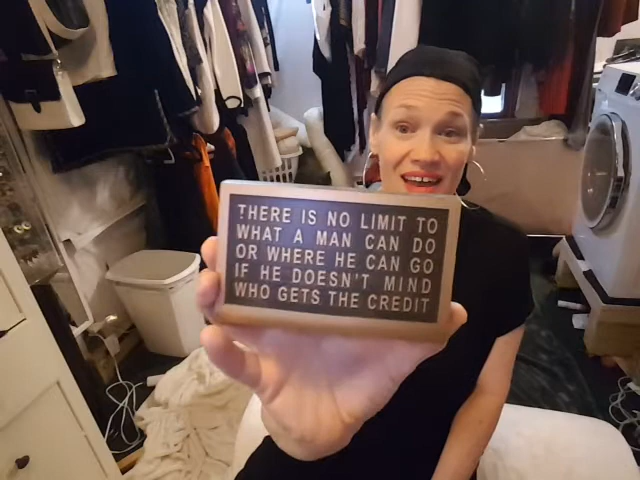 THERE IS NO LIMIT TO
WHAT A MAN CAN DO
OR WHERE HE CAN GO
IF HE DOESN'T MIND
WHO GETS THE CREDIT